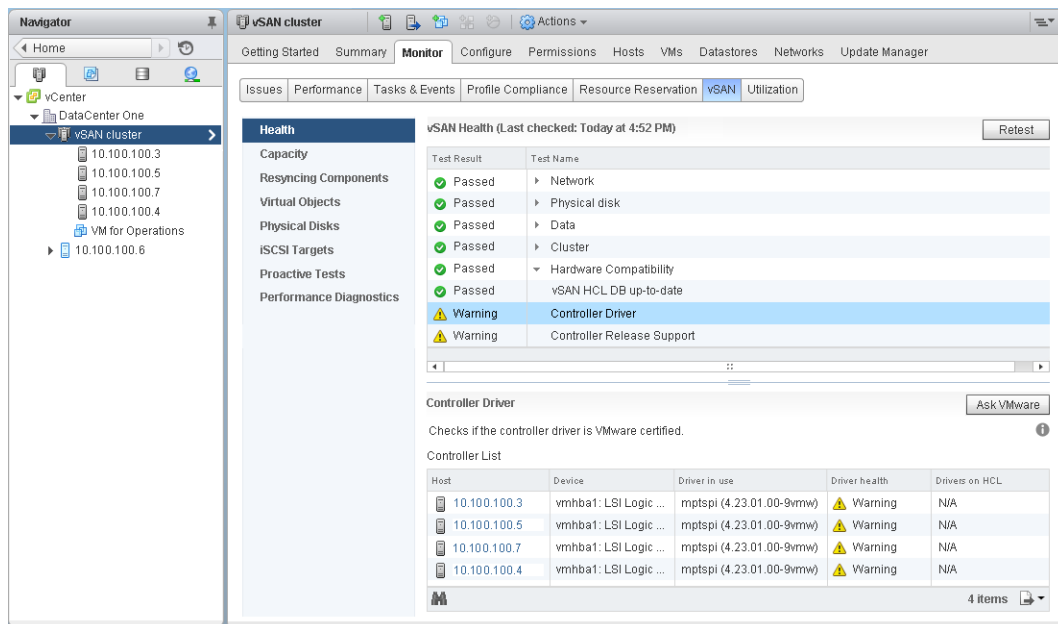 Navigator
Home
vCenter
DataCenter One
vSAN cluster
10.100.100.3
10.100.100.5
10.100.100.7
10.100.100.4
VM for Operations
10.100.100.6
vSAN cluster Actions
Getting Started Summary Monitor Configure Permissions Hosts VMs Datastores Networks Update Manager
Issues Performance Tasks & Events Profile Compliance Resource Reservation vSAN Utilization
Health
Capacity
Resyncing Components
Virtual Objects
Physical Disks
iSCSI Targets
Proactive Tests
Performance Diagnostics
vSAN Health (Last checked: Today at 4:52 PM) Retest
Test Result Test Name
Passed Network
Passed Physical disk
Passed Data
Passed Cluster
Passed Hardware Compatibility
Passed vSAN HCL DB up-to-date
Warning Controller Driver
Warning Controller Release Support
Controller Driver Ask VMware
Checks if the controller driver is VMware certified.
Controller List
Host Device Driver in use Driver health Drivers on HCL
10.100.100.3 vmhba1: LSI Logic ... mptspi (4.23.01.00-9vmw) Warning N/A
10.100.100.5 vmhba1: LSI Logic ... mptspi (4.23.01.00-9vmw) Warning N/A
10.100.100.7 vmhba1: LSI Logic ... mptspi (4.23.01.00-9vmw) Warning N/A
10.100.100.4 vmhba1: LSI Logic ... mptspi (4.23.01.00-9vmw) Warning N/A
4 items